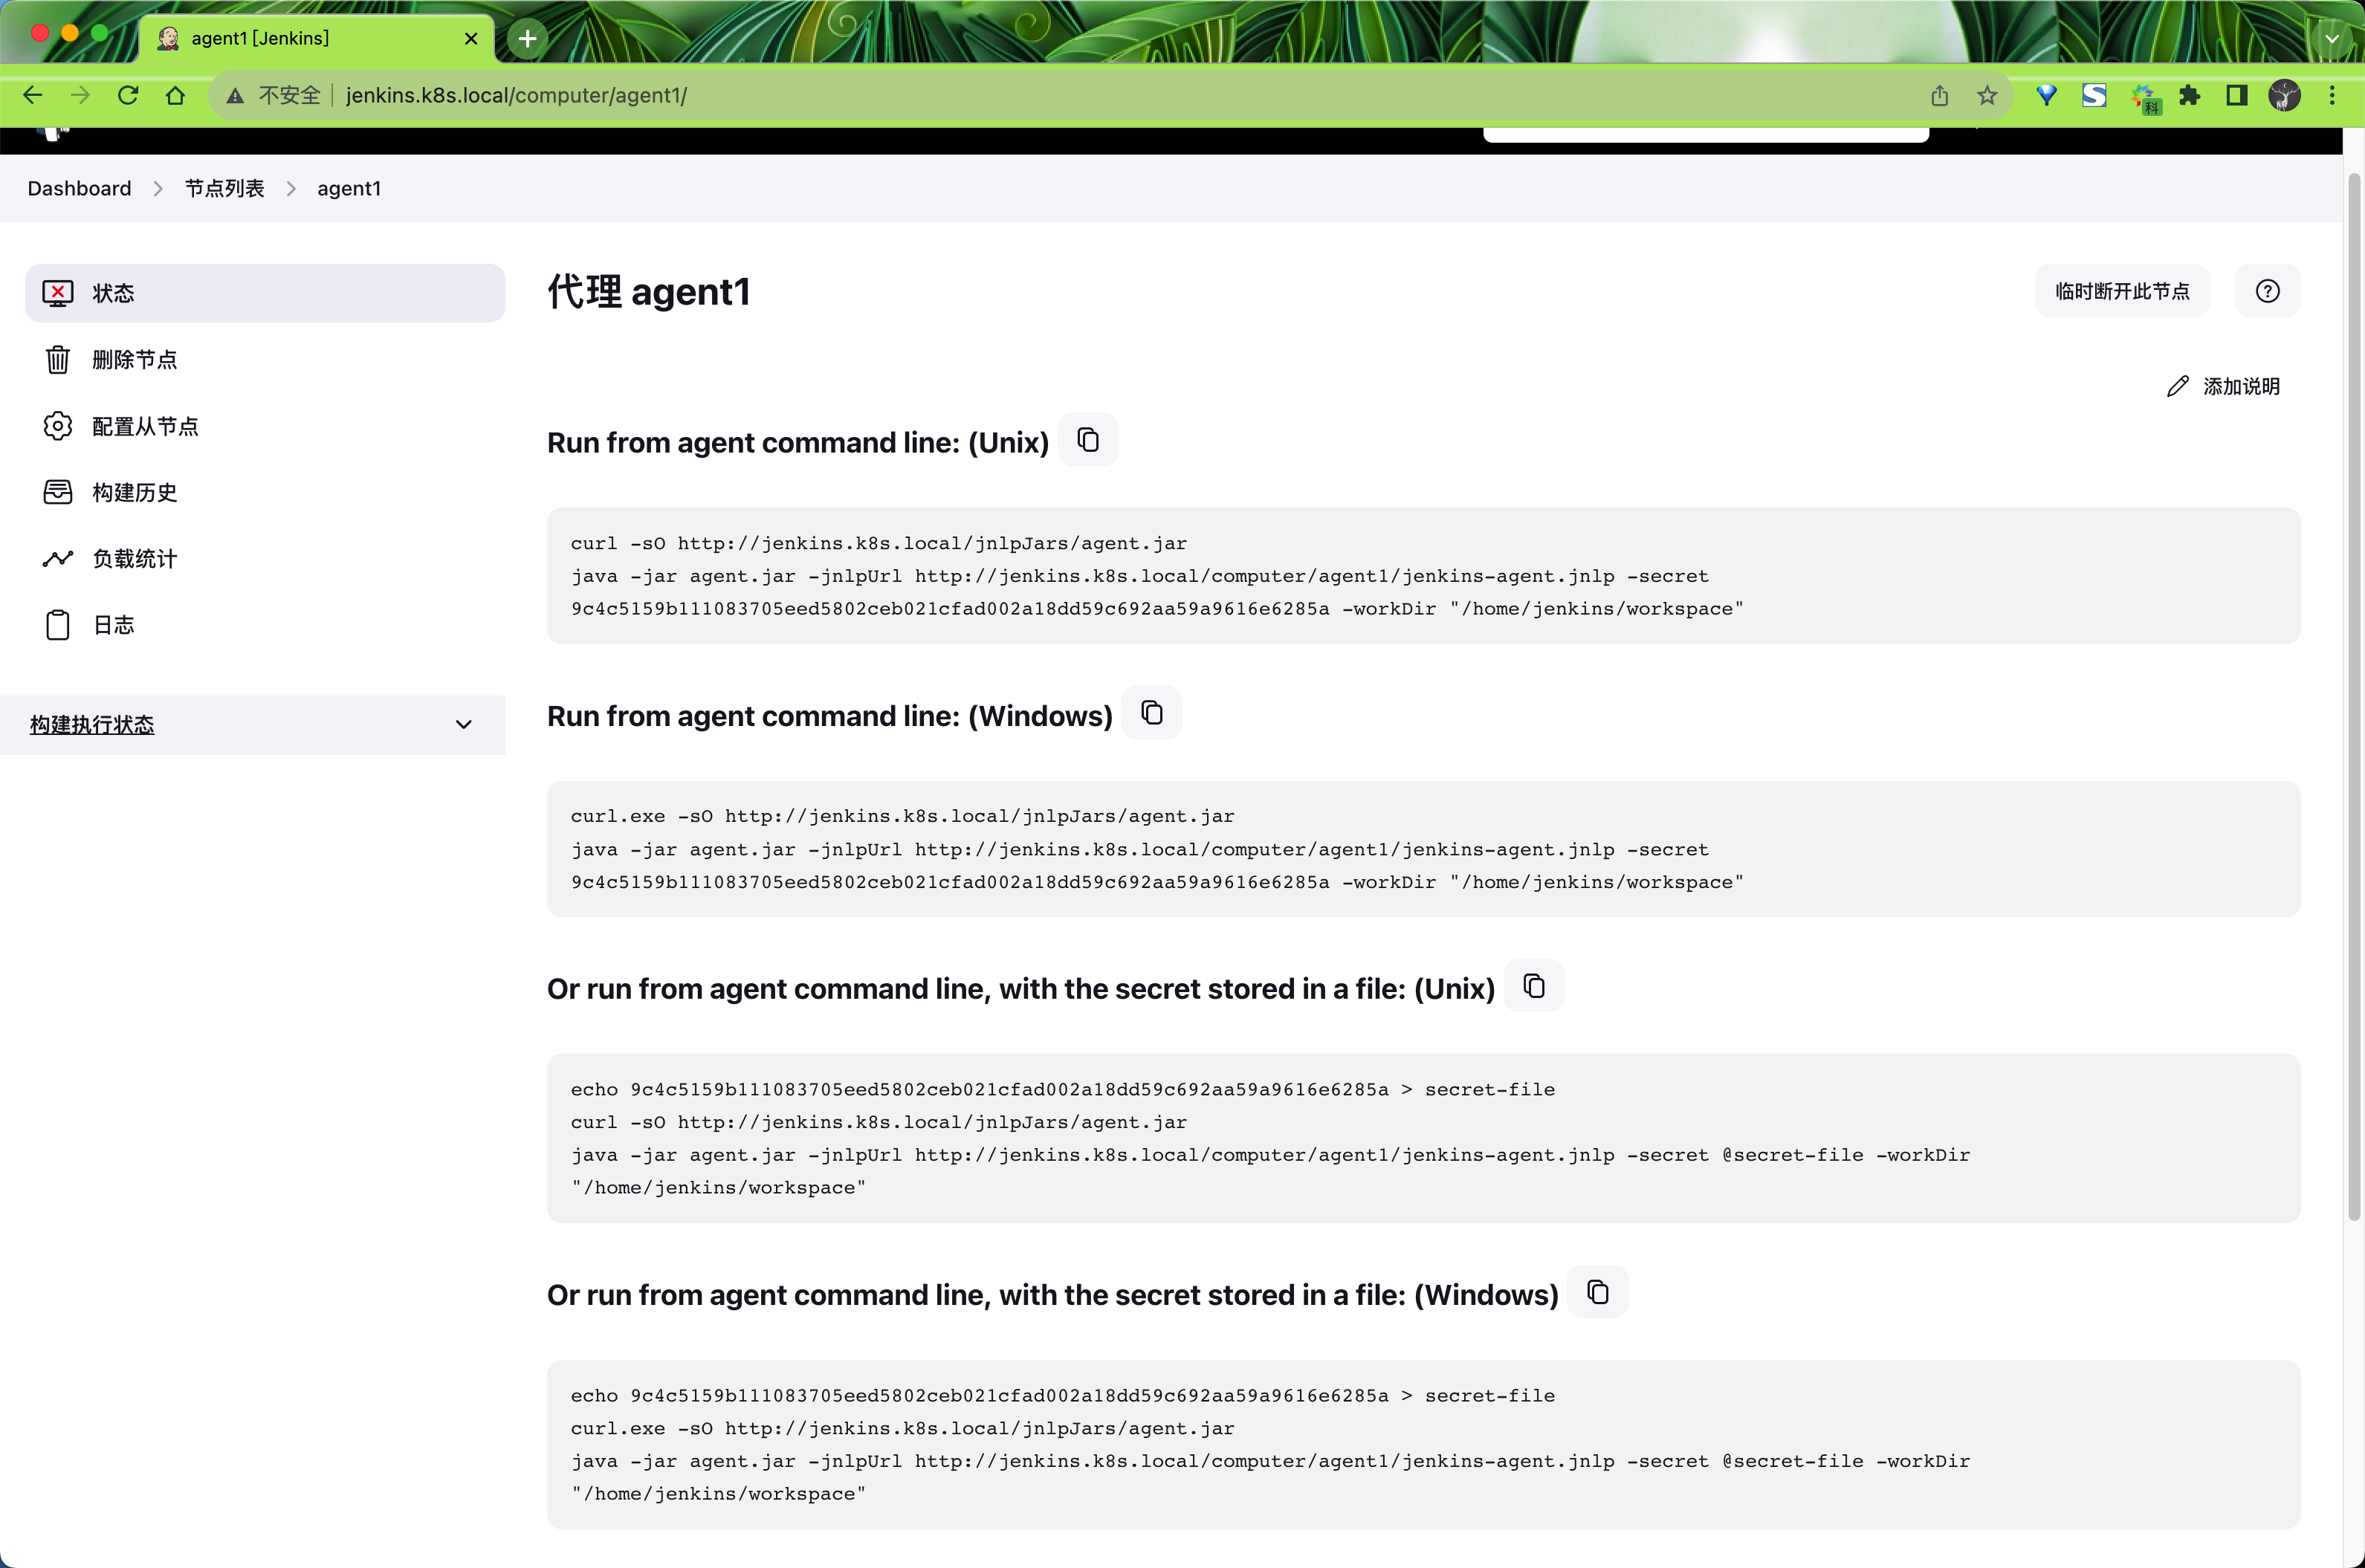 agent1 [Jenkins]
不安全 jenkins.k8s.local/computer/agent1/
科
Dashboard 节点列表 agent1
状态
删除节点
配置从节点
构建历史
负载统计
日志
构建执行状态
代理 agent1
临时断开此节点
添加说明
Run from agent command line: (Unix)
curl -sO http://jenkins.k8s.local/jnlpJars/agent.jar
java -jar agent.jar -jnlpUrl http://jenkins.k8s.local/computer/agent1/jenkins-agent.jnlp -secret
9c4c5159b111083705eed5802ceb021cfad002a18dd59c692aa59a9616e6285a -workDir "/home/jenkins/workspace"
Run from agent command line: (Windows)
curl.exe -sO http://jenkins.k8s.local/jnlpJars/agent.jar
java -jar agent.jar -jnlpUrl http://jenkins.k8s.local/computer/agent1/jenkins-agent.jnlp -secret
9c4c5159b111083705eed5802ceb021cfad002a18dd59c692aa59a9616e6285a -workDir "/home/jenkins/workspace"
Or run from agent command line, with the secret stored in a file: (Unix)
echo 9c4c5159b111083705eed5802ceb021cfad002a18dd59c692aa59a9616e6285a > secret-file
curl -sO http://jenkins.k8s.local/jnlpJars/agent.jar
java -jar agent.jar -jnlpUrl http://jenkins.k8s.local/computer/agent1/jenkins-agent.jnlp -secret @secret-file -workDir
"/home/jenkins/workspace"
Or run from agent command line, with the secret stored in a file: (Windows)
echo 9c4c5159b111083705eed5802ceb021cfad002a18dd59c692aa59a9616e6285a > secret-file
curl.exe -sO http://jenkins.k8s.local/jnlpJars/agent.jar
java -jar agent.jar -jnlpUrl http://jenkins.k8s.local/computer/agent1/jenkins-agent.jnlp -secret @secret-file -workDir
"/home/jenkins/workspace"